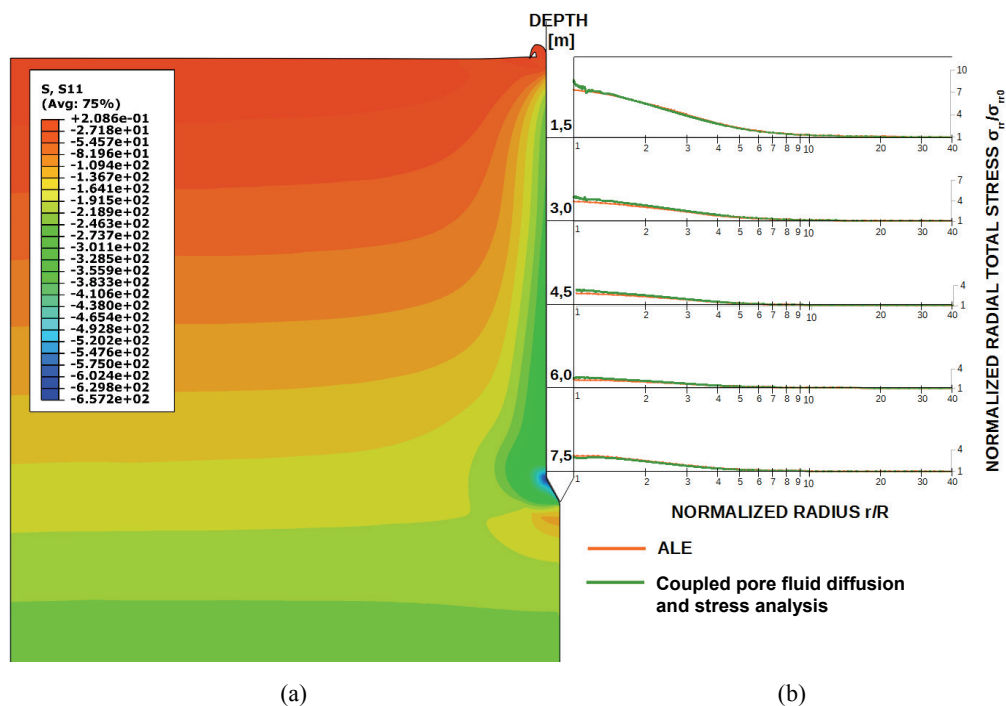 DEPTH
[m]
S, S11
(Avg: 75%)
+2.086e-01
-2.718e+01
-5.457e+01
-8.196e+01
-1.094e+02
-1.367e+02
-1.641e+02
-1.915e+02
-2.189e+02
-2.463e+02
-2.737e+02
-3.011e+02
-3.285e+02
-3.559e+02
-3.833e+02
-4.106e+02
-4.380e+02
-4.654e+02
-4.928e+02
-5.202e+02
-5.476e+02
-5.750e+02
-6.024e+02
-6.298e+02
-6.572e+02
10
7
4
1
1,5
1 2 3 4 5 6 7 8 9 10 20 30 40
7
4
1
3,0
1 2 3 4 5 6 7 8 9 10 20 30 40
4
1
4,5
1 2 3 4 5 6 7 8 9 10 20 30 40
4
1
6,0
1 2 3 4 5 6 7 8 9 10 20 30 40
4
1
7,5
1 2 3 4 5 6 7 8 9 10 20 30 40
NORMALIZED RADIAL TOTAL STRESS σrr/σrr0
NORMALIZED RADIUS r/R
ALE
Coupled pore fluid diffusion
and stress analysis
(a)
(b)